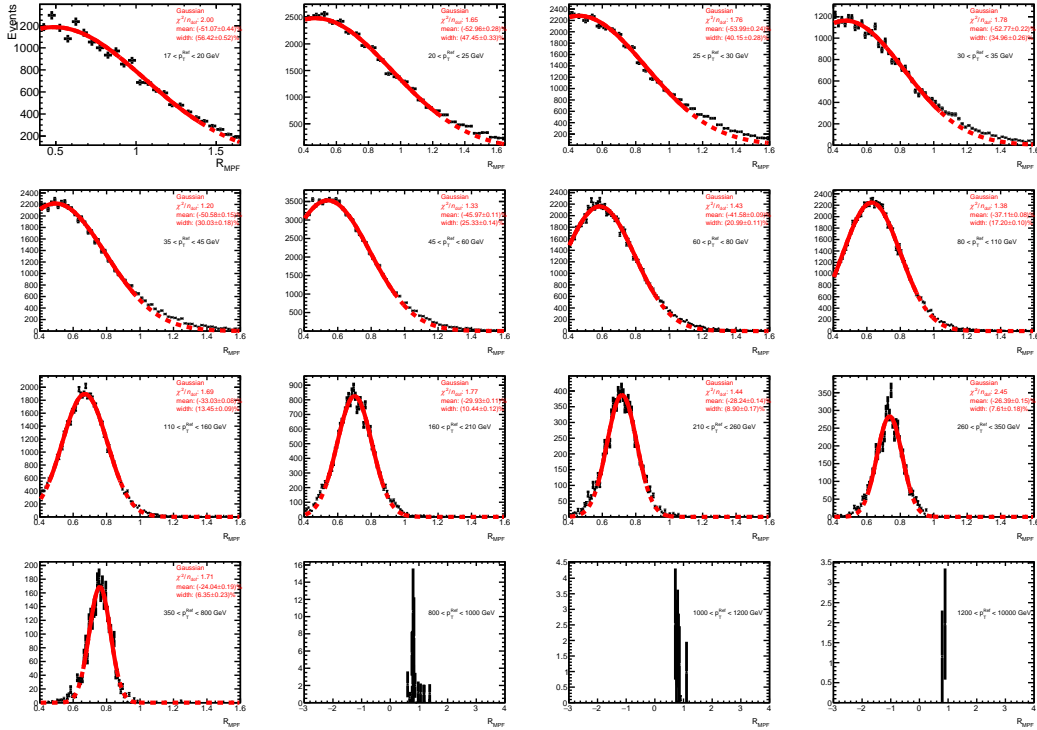 Events
Gaussian
χ²/n_dof: 2.00
mean: (-51.07±0.44)%
width: (56.42±0.52)%
17 < p_T^Ref < 20 GeV
R_MPF
Gaussian
χ²/n_dof: 1.65
mean: (-52.96±0.28)%
width: (47.45±0.33)%
20 < p_T^Ref < 25 GeV
R_MPF
Gaussian
χ²/n_dof: 1.76
mean: (-53.99±0.24)%
width: (40.15±0.28)%
25 < p_T^Ref < 30 GeV
R_MPF
Gaussian
χ²/n_dof: 1.78
mean: (-52.77±0.22)%
width: (34.96±0.26)%
30 < p_T^Ref < 35 GeV
R_MPF
Gaussian
χ²/n_dof: 1.20
mean: (-50.58±0.15)%
width: (30.03±0.18)%
35 < p_T^Ref < 45 GeV
R_MPF
Gaussian
χ²/n_dof: 1.33
mean: (-45.97±0.11)%
width: (25.33±0.14)%
45 < p_T^Ref < 60 GeV
R_MPF
Gaussian
χ²/n_dof: 1.43
mean: (-41.58±0.09)%
width: (20.99±0.11)%
60 < p_T^Ref < 80 GeV
R_MPF
Gaussian
χ²/n_dof: 1.38
mean: (-37.11±0.08)%
width: (17.20±0.10)%
80 < p_T^Ref < 110 GeV
R_MPF
Gaussian
χ²/n_dof: 1.69
mean: (-33.03±0.08)%
width: (13.45±0.09)%
110 < p_T^Ref < 160 GeV
R_MPF
Gaussian
χ²/n_dof: 1.77
mean: (-29.93±0.11)%
width: (10.44±0.12)%
160 < p_T^Ref < 210 GeV
R_MPF
Gaussian
χ²/n_dof: 1.44
mean: (-28.24±0.14)%
width: (8.90±0.17)%
210 < p_T^Ref < 260 GeV
R_MPF
Gaussian
χ²/n_dof: 2.45
mean: (-26.39±0.15)%
width: (7.61±0.18)%
260 < p_T^Ref < 350 GeV
R_MPF
Gaussian
χ²/n_dof: 1.71
mean: (-24.04±0.19)%
width: (6.35±0.23)%
350 < p_T^Ref < 800 GeV
R_MPF
800 < p_T^Ref < 1000 GeV
R_MPF
1000 < p_T^Ref < 1200 GeV
R_MPF
1200 < p_T^Ref < 10000 GeV
R_MPF